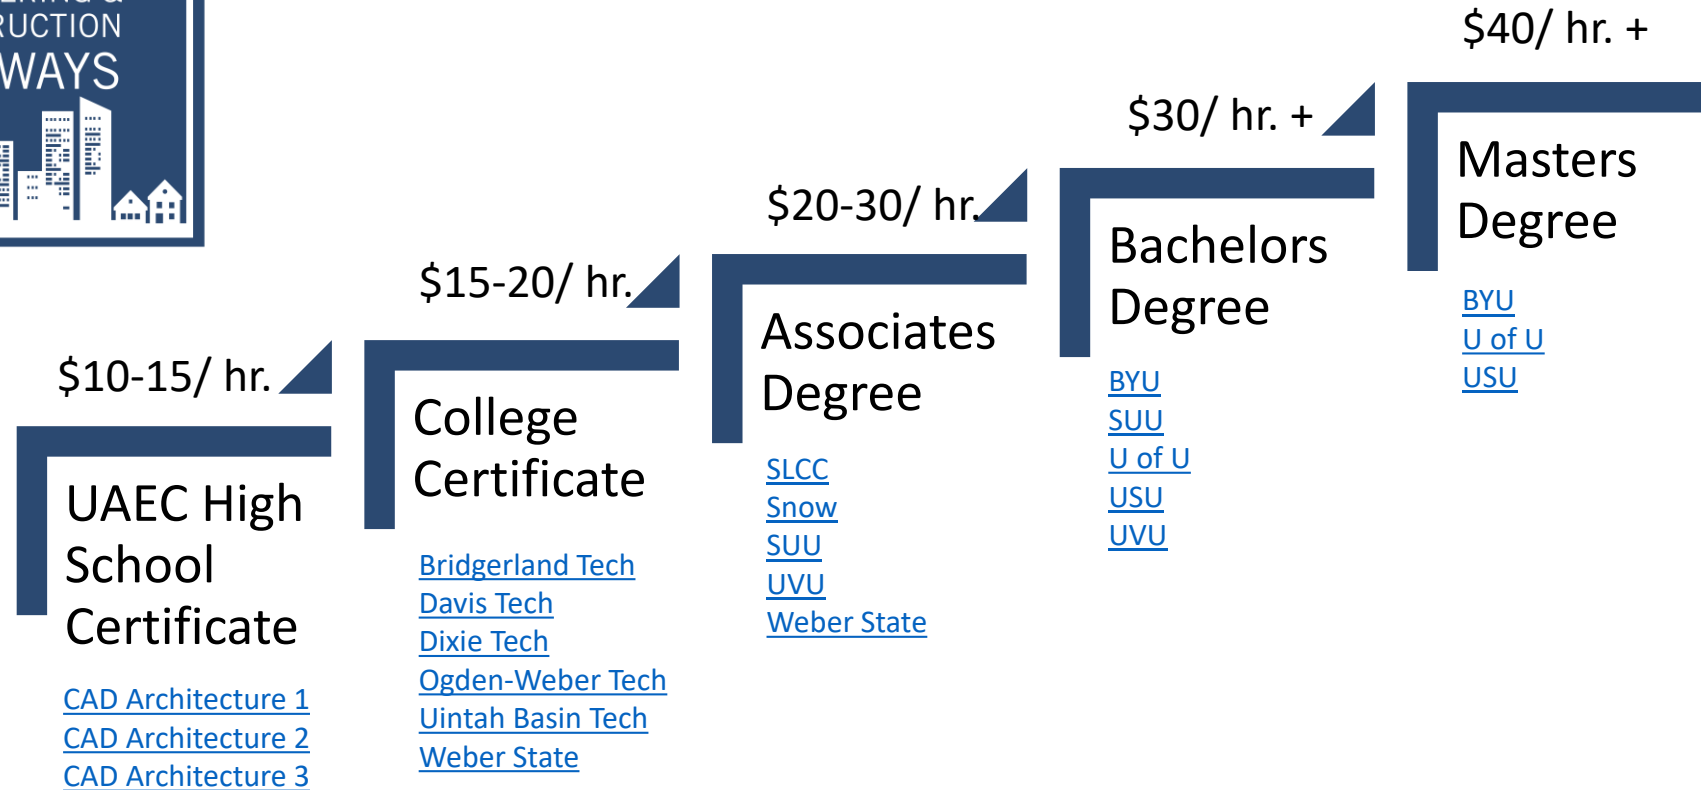 RUCTION
WAYS
$10-15/ hr.
UAEC High
School
Certificate
CAD Architecture 1
CAD Architecture 2
CAD Architecture 3
$15-20/ hr.
College
Certificate
Bridgerland Tech
Davis Tech
Dixie Tech
Ogden-Weber Tech
Uintah Basin Tech
Weber State
$20-30/ hr.
Associates
Degree
SLCC
Snow
SUU
UVU
Weber State
$30/ hr. +
Bachelors
Degree
BYU
SUU
U of U
USU
UVU
$40/ hr. +
Masters
Degree
BYU
U of U
USU